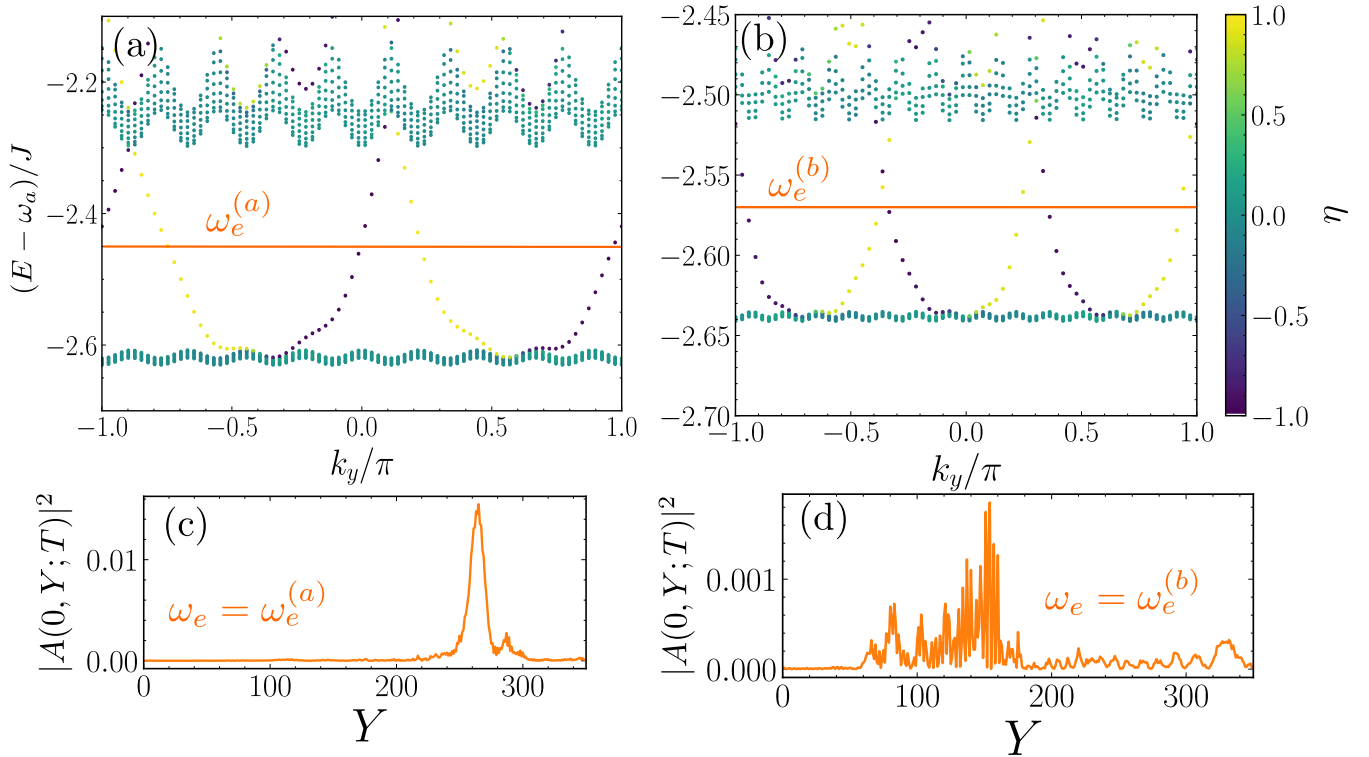 (a)
(E − ω_a)/J
−2.2
−2.4
−2.6
ω_e^{(a)}
−1.0 −0.5 0.0 0.5 1.0
k_y/π
(b)
−2.45
−2.50
−2.55
−2.60
−2.65
−2.70
ω_e^{(b)}
−1.0 −0.5 0.0 0.5 1.0
k_y/π
1.0
0.5
0.0
−0.5
−1.0
η
(c)
|A(0, Y; T)|^2
0.01
0.00
ω_e = ω_e^{(a)}
0 100 200 300
Y
(d)
|A(0, Y; T)|^2
0.001
0.000
ω_e = ω_e^{(b)}
0 100 200 300
Y